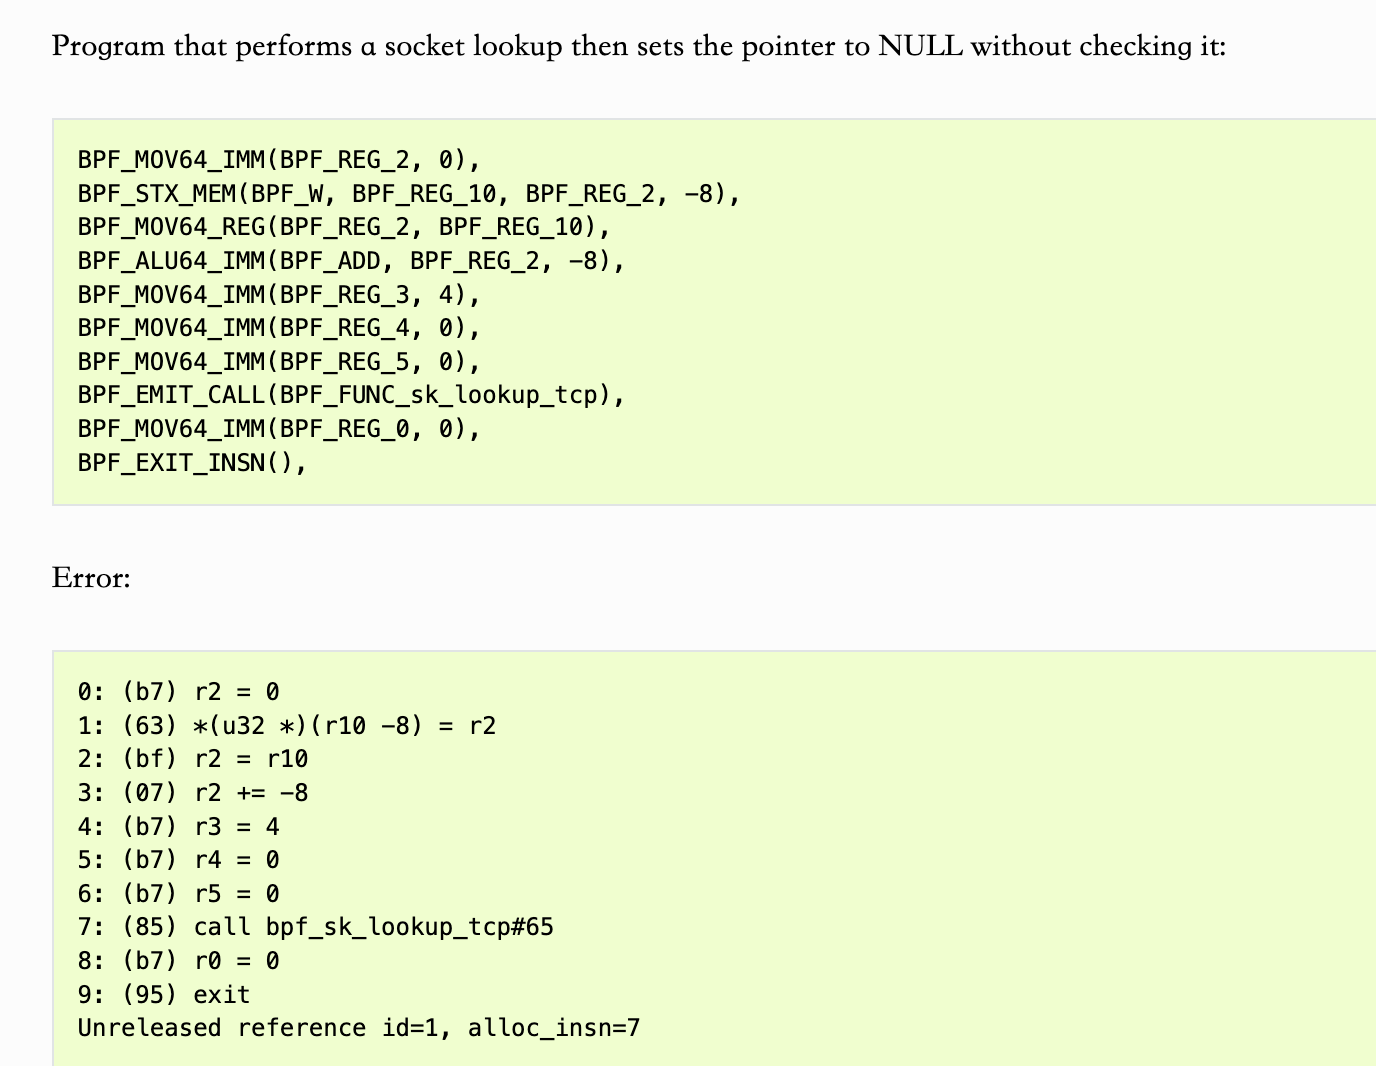 Program that performs a socket lookup then sets the pointer to NULL without checking it:
BPF_MOV64_IMM(BPF_REG_2, 0),
BPF_STX_MEM(BPF_W, BPF_REG_10, BPF_REG_2, -8),
BPF_MOV64_REG(BPF_REG_2, BPF_REG_10),
BPF_ALU64_IMM(BPF_ADD, BPF_REG_2, -8),
BPF_MOV64_IMM(BPF_REG_3, 4),
BPF_MOV64_IMM(BPF_REG_4, 0),
BPF_MOV64_IMM(BPF_REG_5, 0),
BPF_EMIT_CALL(BPF_FUNC_sk_lookup_tcp),
BPF_MOV64_IMM(BPF_REG_0, 0),
BPF_EXIT_INSN(),
Error:
0: (b7) r2 = 0
1: (63) *(u32 *)(r10 -8) = r2
2: (bf) r2 = r10
3: (07) r2 += -8
4: (b7) r3 = 4
5: (b7) r4 = 0
6: (b7) r5 = 0
7: (85) call bpf_sk_lookup_tcp#65
8: (b7) r0 = 0
9: (95) exit
Unreleased reference id=1, alloc_insn=7